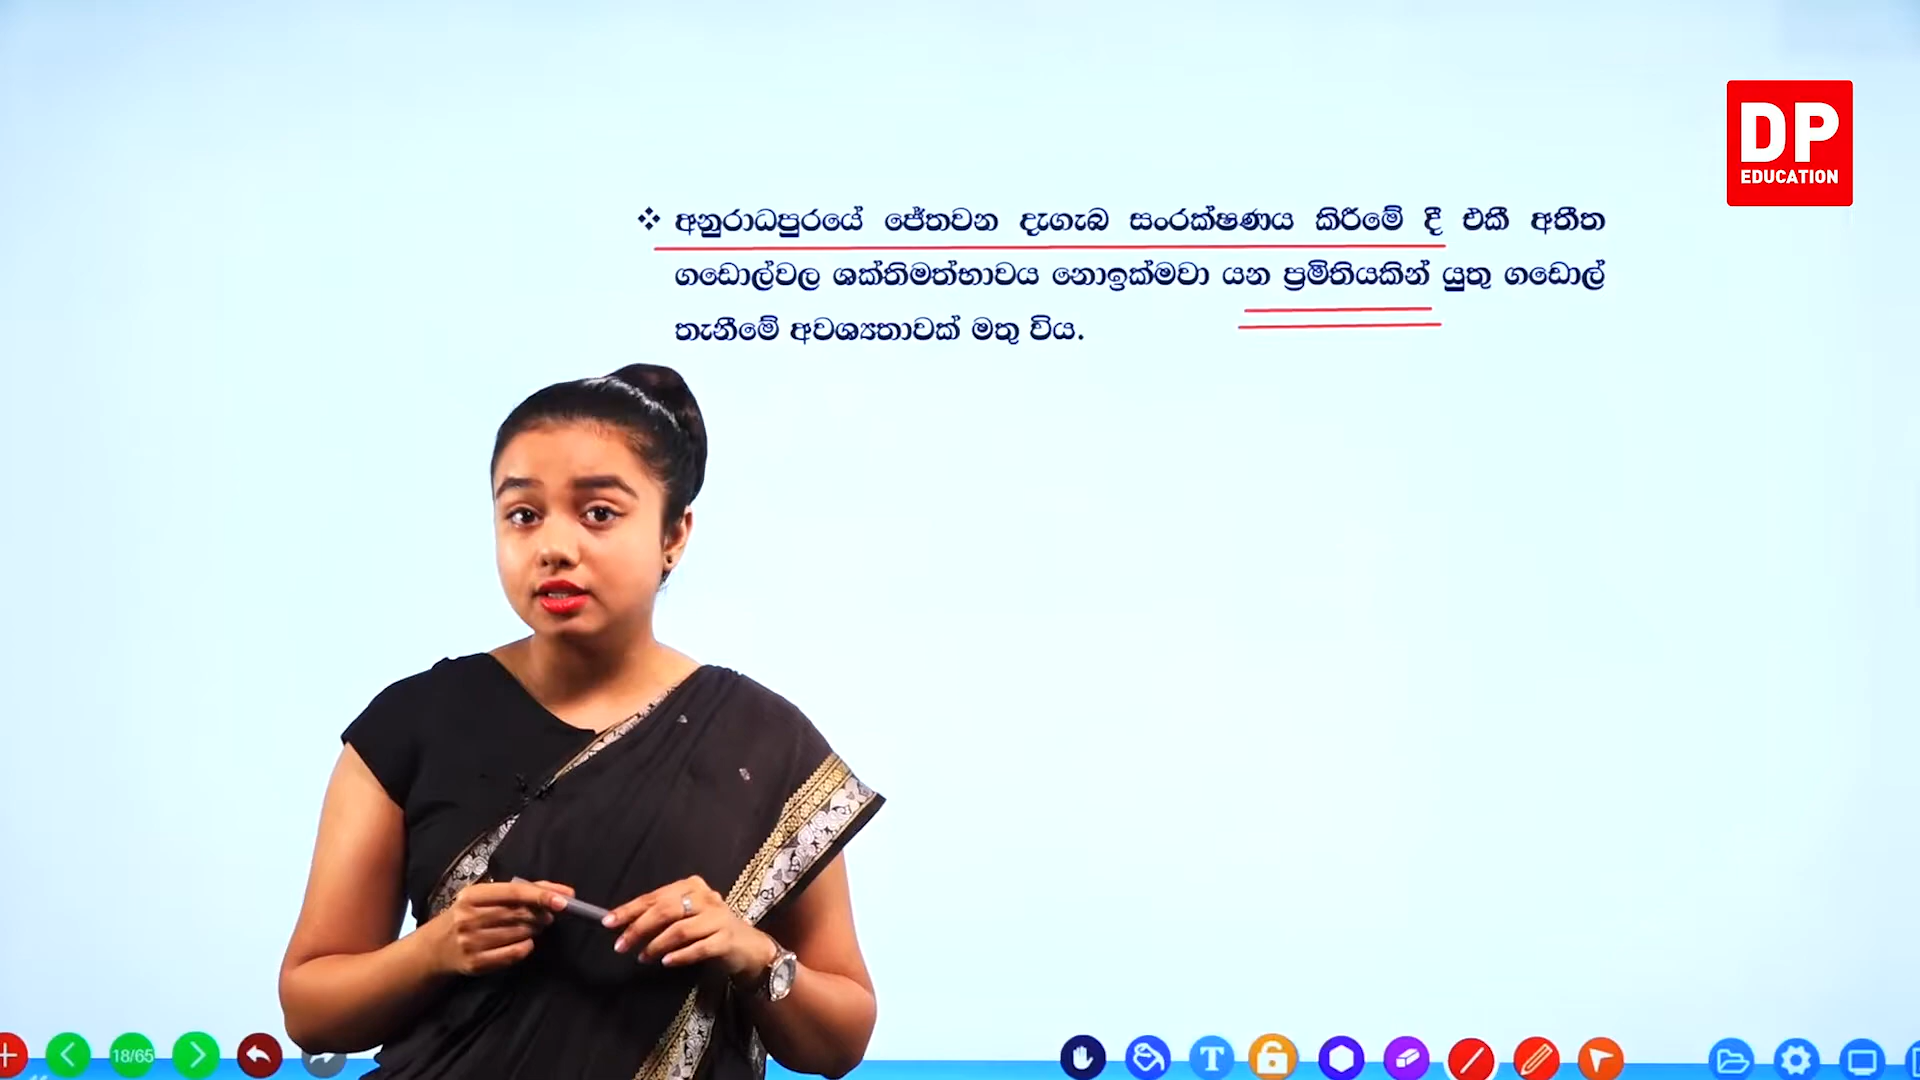 DP
EDUCATION
❖ අනුරාධපුරයේ ජේතවන දැගැබ සංරක්ෂණය කිරීමේ දී එකී අතීත
ගඩොල්වල ශක්තිමත්භාවය නොඉක්මවා යන ප්‍රමිතියකින් යුතු ගඩොල්
තැනීමේ අවශ්‍යතාවක් මතු විය.
18/65
T